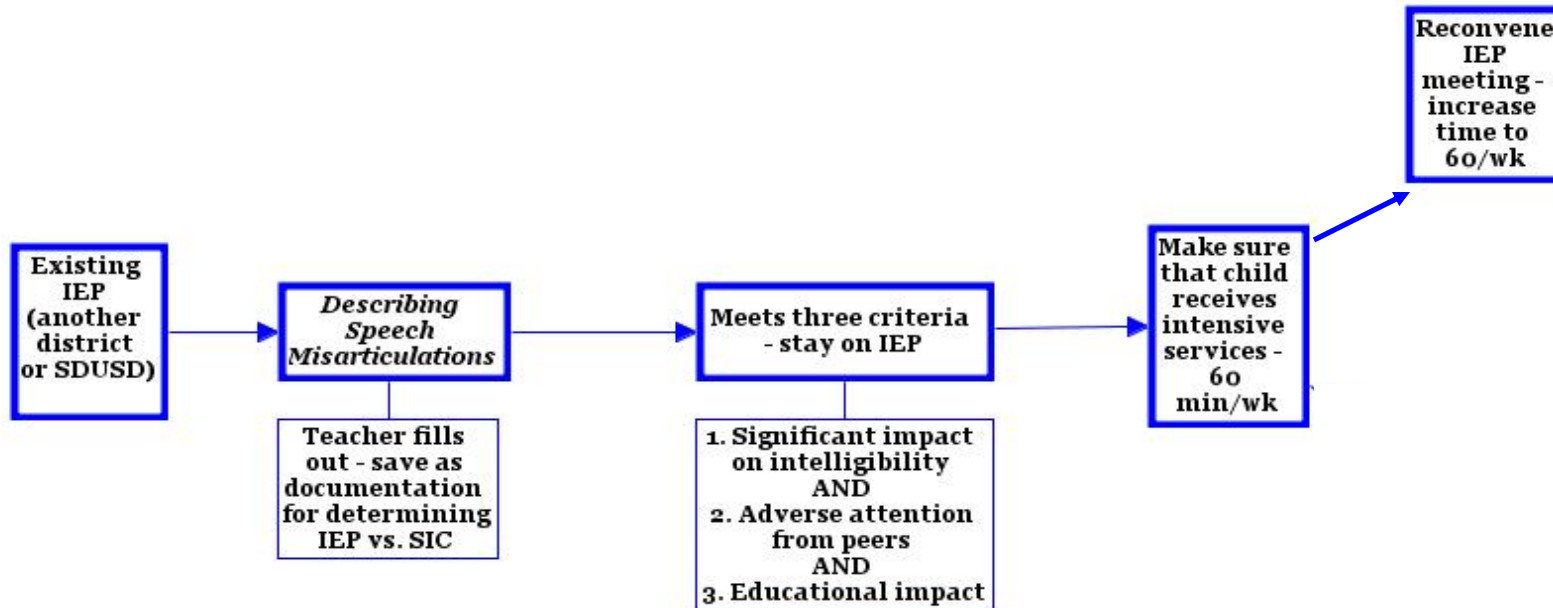 Existing
IEP
(another
district
or SDUSD)
Describing
Speech
Misarticulations
Teacher fills
out - save as
documentation
for determining
IEP vs. SIC
Meets three criteria
- stay on IEP
1. Significant impact
on intelligibility
AND
2. Adverse attention
from peers
AND
3. Educational impact
Make sure
that child
receives
intensive
services -
60
min/wk
Reconvene
IEP
meeting -
increase
time to
60/wk